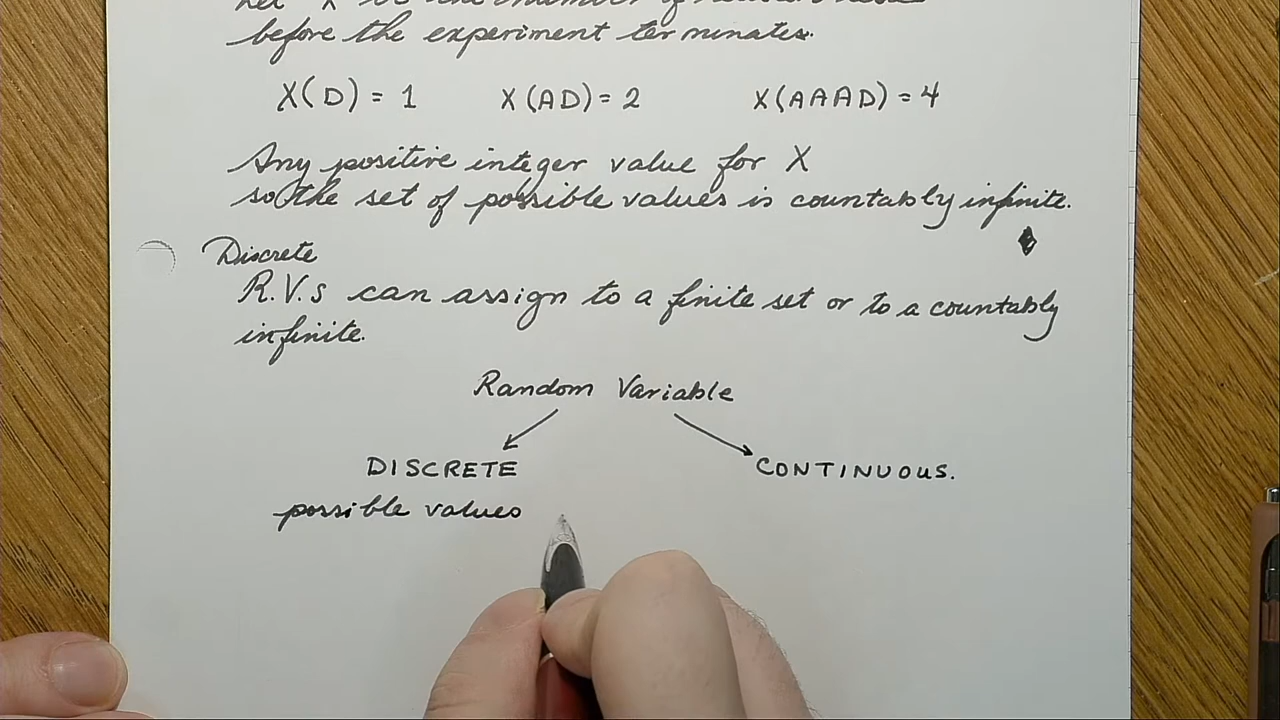 before the experiment terminates.
X(D) = 1 X(AD) = 2 X(AAAD) = 4
Any positive integer value for X
so the set of possible values is countably infinite.
Discrete
R.V.s can assign to a finite set or to a countably
infinite.
Random Variable
DISCRETE CONTINUOUS.
possible values